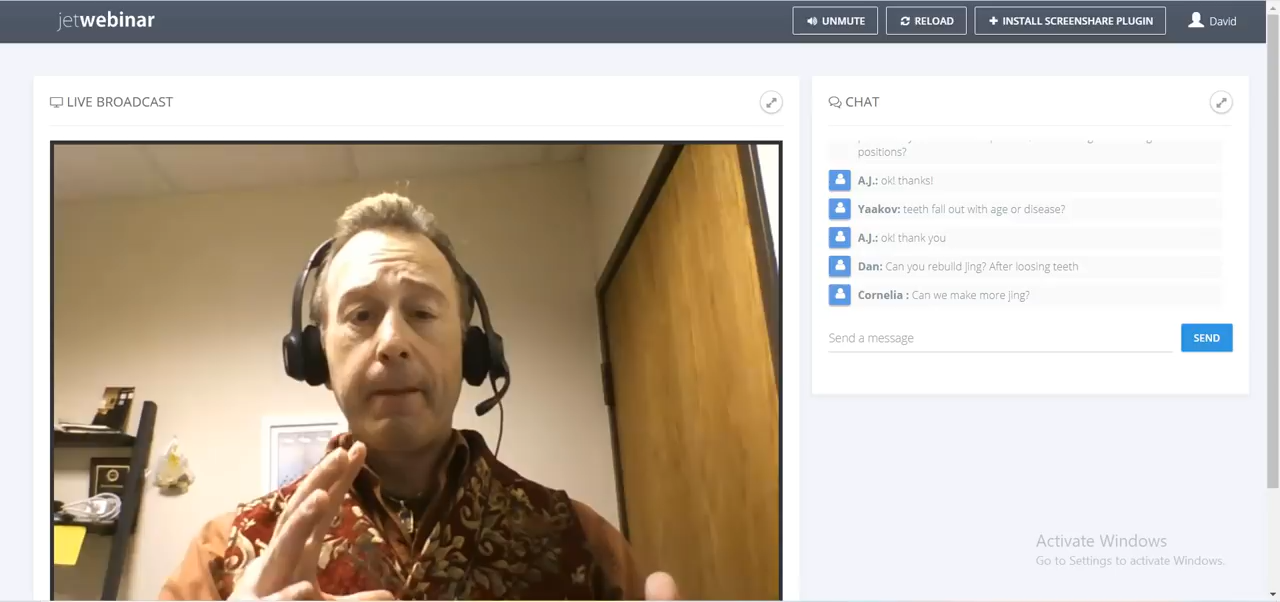 jetwebinar
UNMUTE
RELOAD
INSTALL SCREENSHARE PLUGIN
David
LIVE BROADCAST
CHAT
positions?
A.J.: ok! thanks!
Yaakov: teeth fall out with age or disease?
A.J.: ok! thank you
Dan: Can you rebuild jing? After loosing teeth
Cornelia : Can we make more jing?
Send a message
SEND
Activate Windows
Go to Settings to activate Windows.